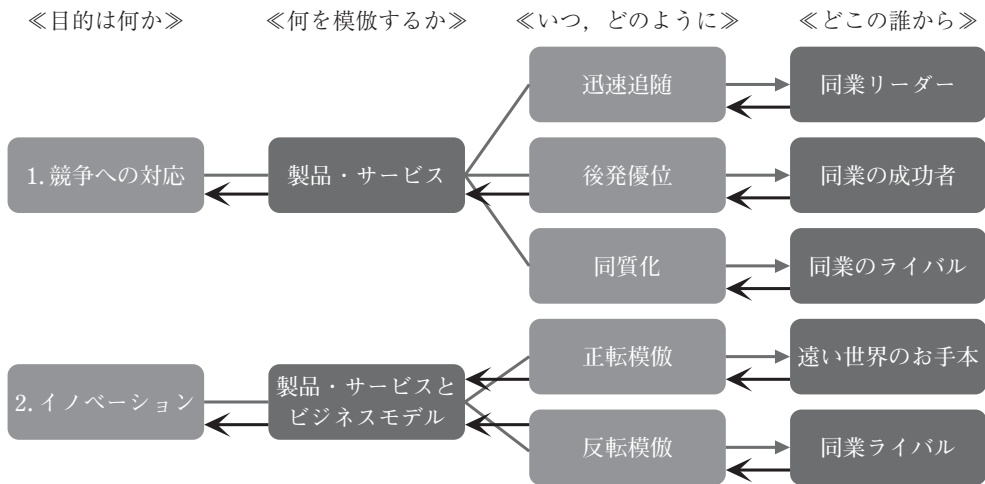 ≪目的は何か≫
≪何を模倣するか≫
≪いつ，どのように≫
≪どこの誰から≫
1. 競争への対応
製品・サービス
迅速追随
同業リーダー
後発優位
同業の成功者
同質化
同業のライバル
2. イノベーション
製品・サービスと
ビジネスモデル
正転模倣
遠い世界のお手本
反転模倣
同業ライバル